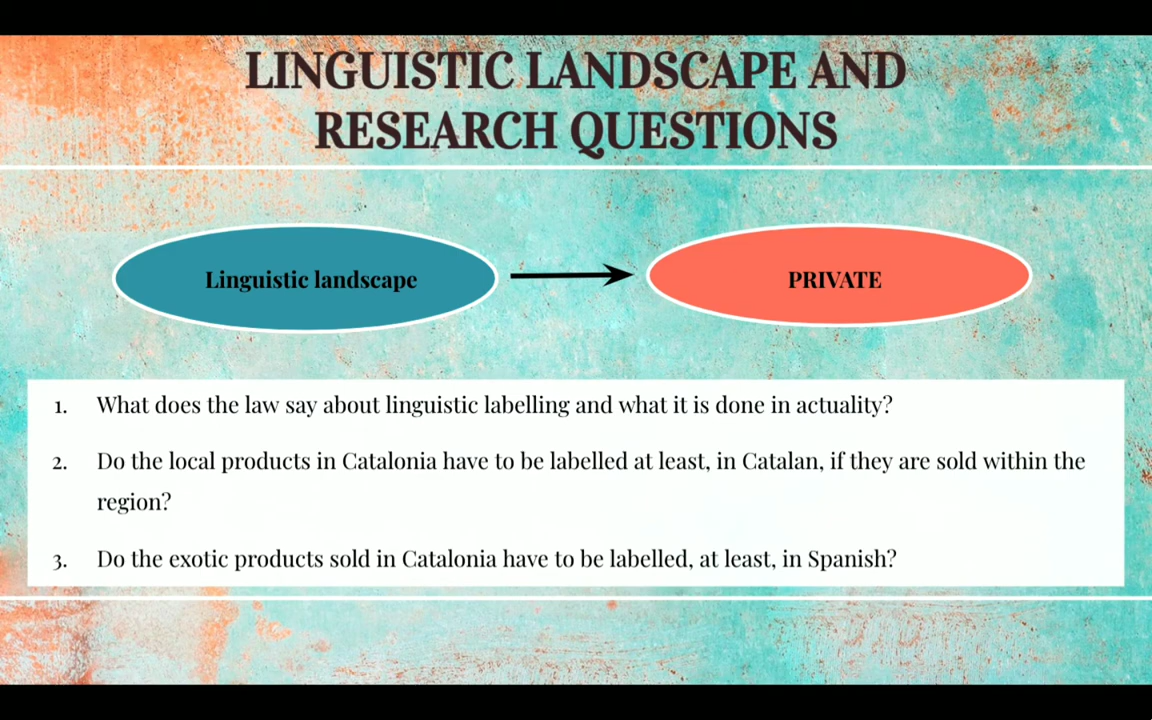 LINGUISTIC LANDSCAPE AND
RESEARCH QUESTIONS
Linguistic landscape
PRIVATE
1. What does the law say about linguistic labelling and what it is done in actuality?
2. Do the local products in Catalonia have to be labelled at least, in Catalan, if they are sold within the
region?
3. Do the exotic products sold in Catalonia have to be labelled, at least, in Spanish?